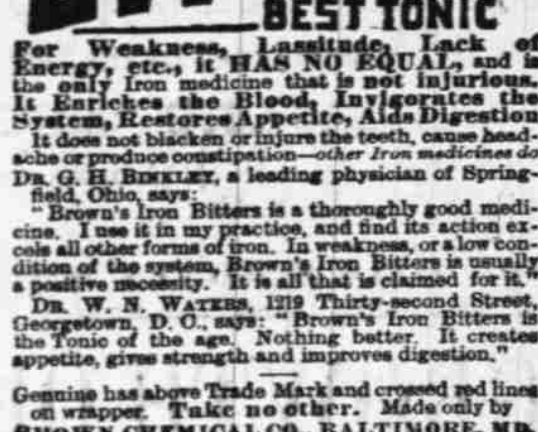 BEST TONIC
For Weakness, Lassitude, Lack of
Energy, etc., it HAS NO EQUAL, and is
the only Iron medicine that is not injurious.
It Enriches the Blood, Invigorates the
System, Restores Appetite, Aids Digestion
It does not blacken or injure the teeth, cause head-
ache or produce constipation—other Iron medicines do
DR. G. H. BINKLEY, a leading physician of Spring-
field, Ohio, says:
"Brown's Iron Bitters is a thoroughly good medi-
cine. I use it in my practice, and find its action ex-
cels all other forms of iron. In weakness, or a low con-
dition of the system, Brown's Iron Bitters is usually
a positive necessity. It is all that is claimed for it."
DR. W. N. WATERS, 1219 Thirty-second Street,
Georgetown, D. C., says: "Brown's Iron Bitters is
the Tonic of the age. Nothing better. It creates
appetite, gives strength and improves digestion."
Genuine has above Trade Mark and crossed red lines
on wrapper. Take no other. Made only by
BROWN CHEMICAL CO., BALTIMORE, MD.